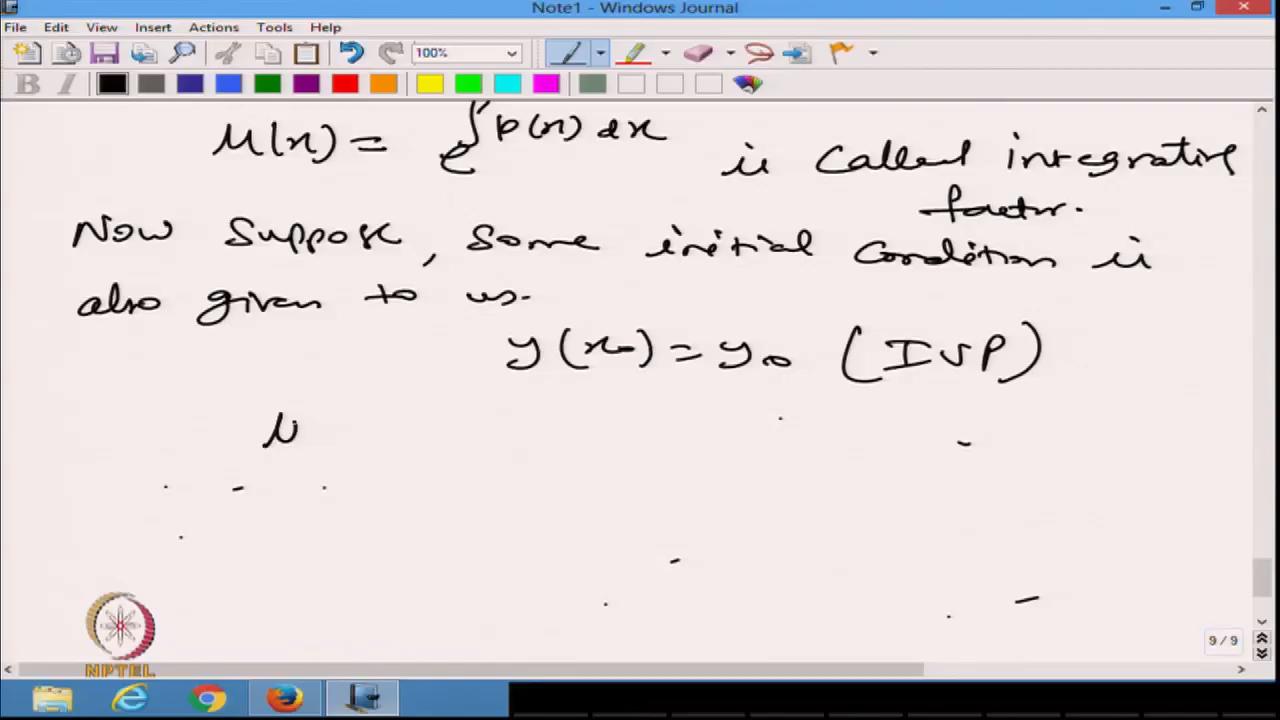 Note1 - Windows Journal
File Edit View Insert Actions Tools Help
100%
B I
μ(x) = e^∫p(x) dx is called integrative
factor.
Now suppose, some initial condition is
also given to us.
y(x₀) = y₀ (IVP)
μ
9 / 9
NPTEL